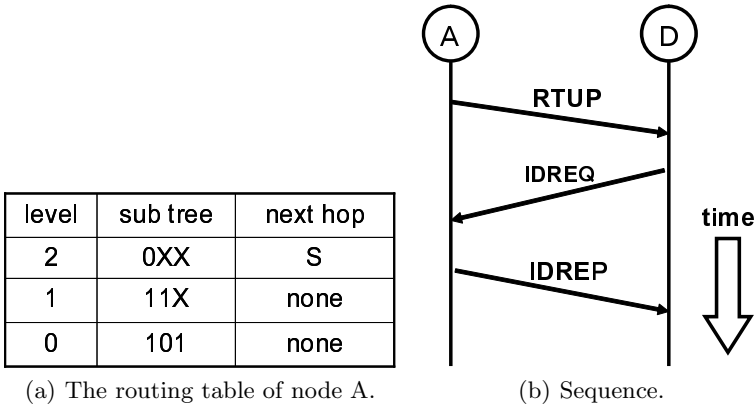 A D
RTUP
IDREQ
time
IDREP
level sub tree next hop
2 0XX S
1 11X none
0 101 none
(a) The routing table of node A. (b) Sequence.